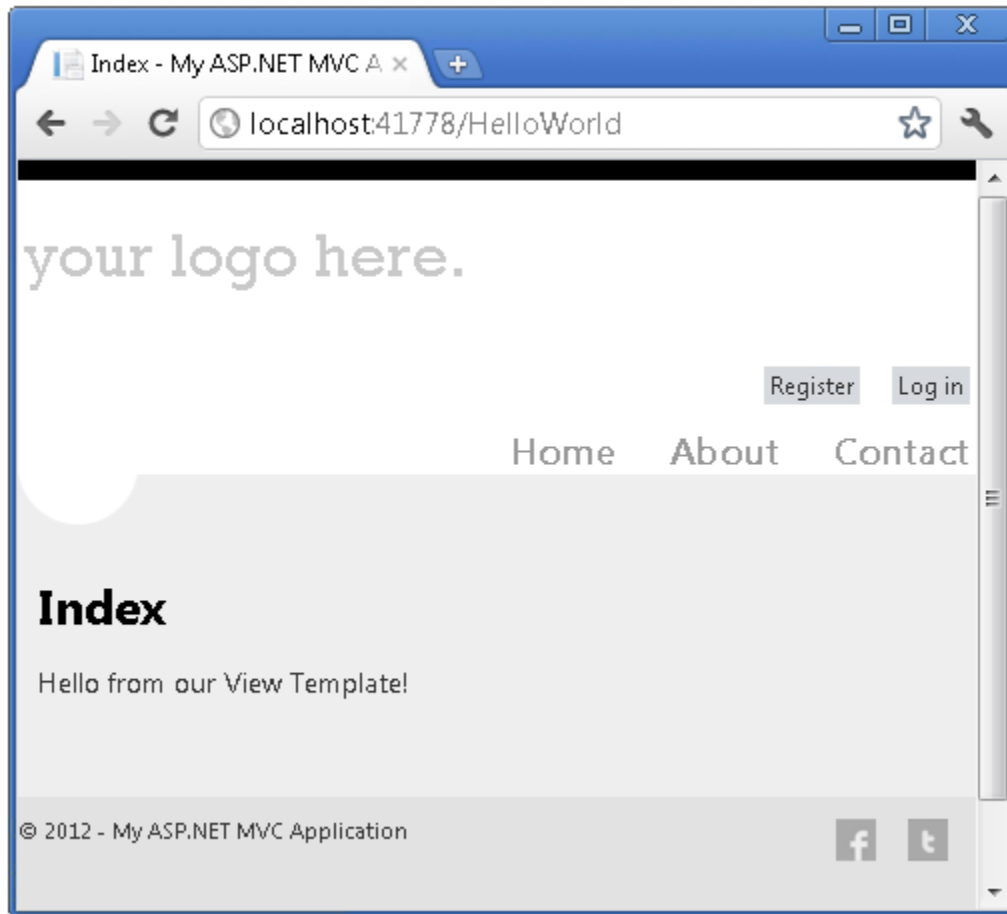 Index - My ASP.NET MVC A
localhost:41778/HelloWorld
your logo here.
Register Log in
Home About Contact
Index
Hello from our View Template!
© 2012 - My ASP.NET MVC Application